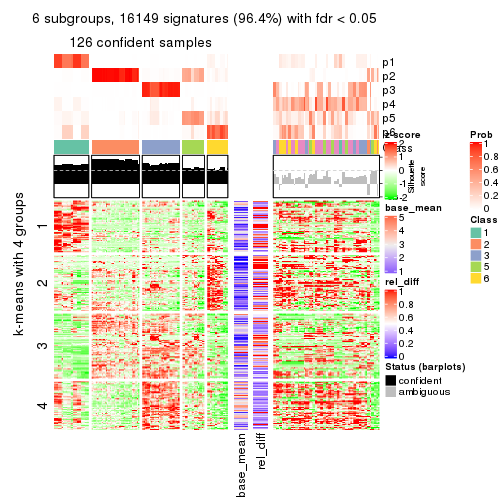 6 subgroups, 16149 signatures (96.4%) with fdr < 0.05
126 confident samples
p1
p2
p3
p4
p5
p6
Class
Silhouette
score
k-means with 4 groups
1
2
3
4
base_mean
rel_diff
z-score
2
1
0
-1
-2
base_mean
5
4
3
2
1
rel_diff
1
0.8
0.6
0.4
0.2
0
Status (barplots)
confident
ambiguous
Prob
1
0.8
0.6
0.4
0.2
0
Class
1
2
3
5
6